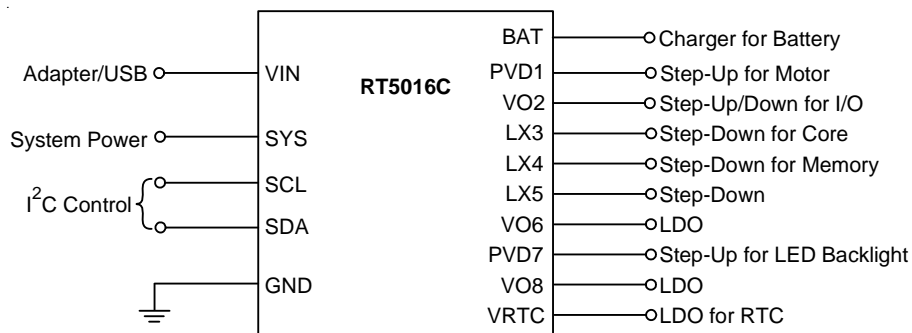 BAT
Charger for Battery
Adapter/USB
VIN
RT5016C
PVD1
Step-Up for Motor
VO2
Step-Up/Down for I/O
System Power
SYS
LX3
Step-Down for Core
LX4
Step-Down for Memory
I²C Control
SCL
LX5
Step-Down
SDA
VO6
LDO
PVD7
Step-Up for LED Backlight
GND
VO8
LDO
VRTC
LDO for RTC